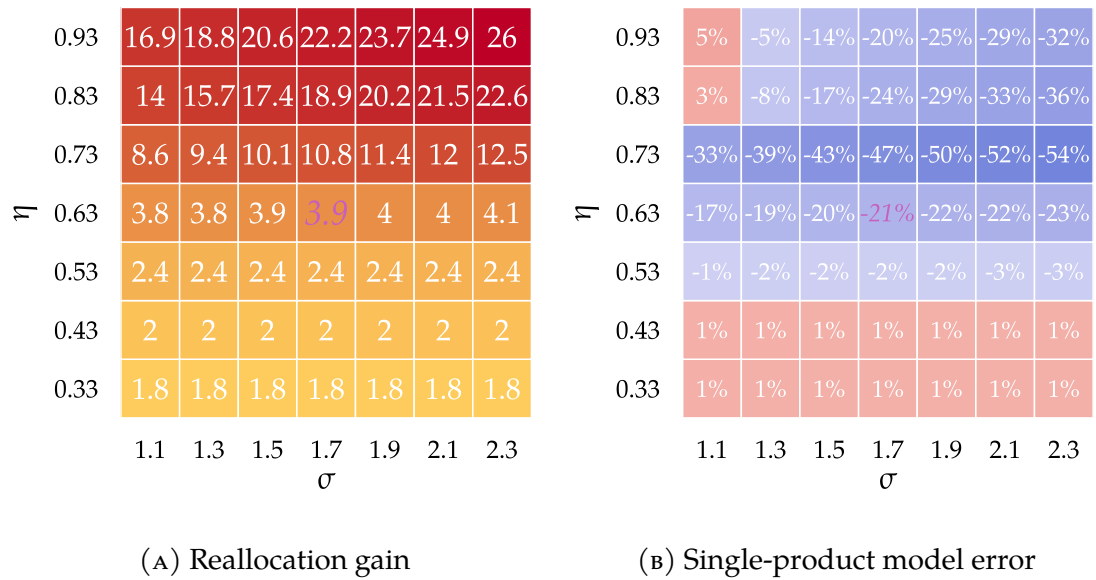 0.93 16.9 18.8 20.6 22.2 23.7 24.9 26
0.83 14 15.7 17.4 18.9 20.2 21.5 22.6
0.73 8.6 9.4 10.1 10.8 11.4 12 12.5
η 0.63 3.8 3.8 3.9 3.9 4 4 4.1
0.53 2.4 2.4 2.4 2.4 2.4 2.4 2.4
0.43 2 2 2 2 2 2 2
0.33 1.8 1.8 1.8 1.8 1.8 1.8 1.8
1.1 1.3 1.5 1.7 1.9 2.1 2.3
σ
(A) Reallocation gain
0.93 5% -5% -14% -20% -25% -29% -32%
0.83 3% -8% -17% -24% -29% -33% -36%
0.73 -33% -39% -43% -47% -50% -52% -54%
η 0.63 -17% -19% -20% -21% -22% -22% -23%
0.53 -1% -2% -2% -2% -2% -3% -3%
0.43 1% 1% 1% 1% 1% 1% 1%
0.33 1% 1% 1% 1% 1% 1% 1%
1.1 1.3 1.5 1.7 1.9 2.1 2.3
σ
(B) Single-product model error